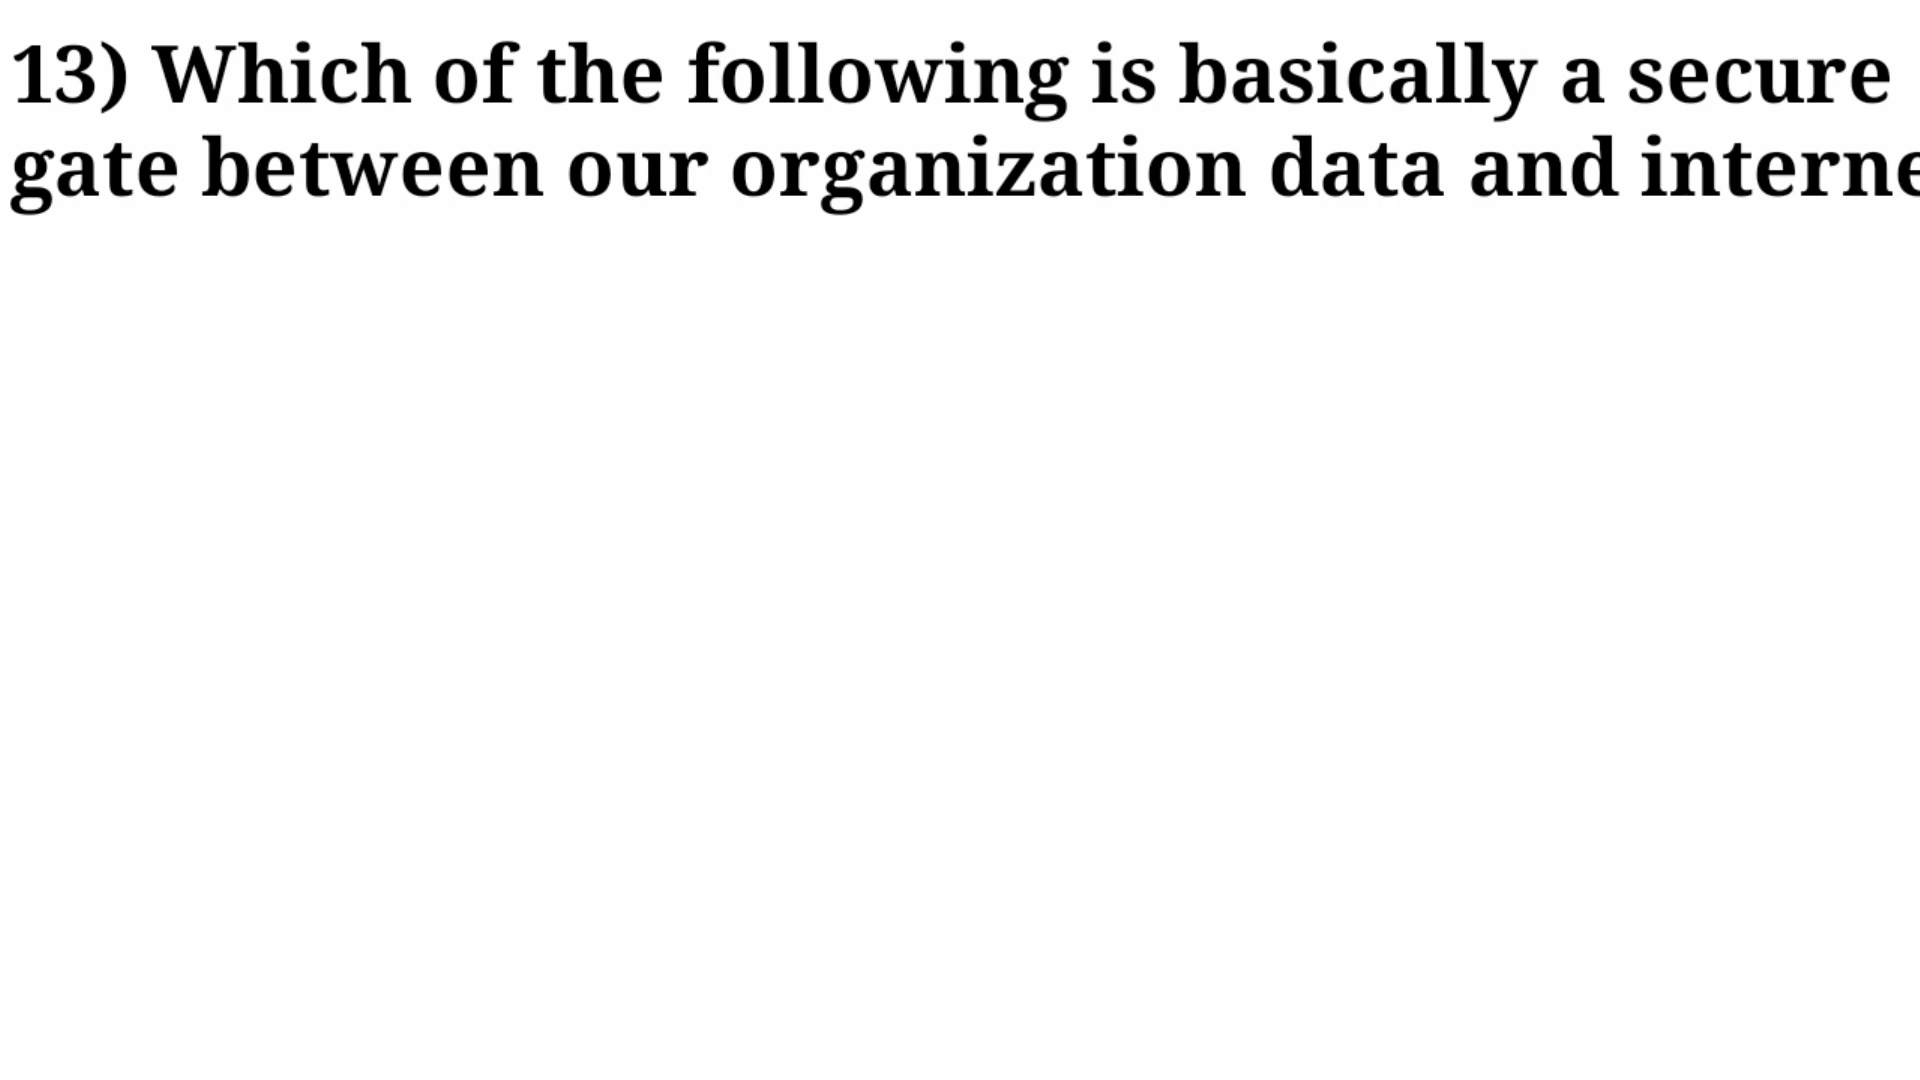 13) Which of the following is basically a secure
gate between our organization data and interne